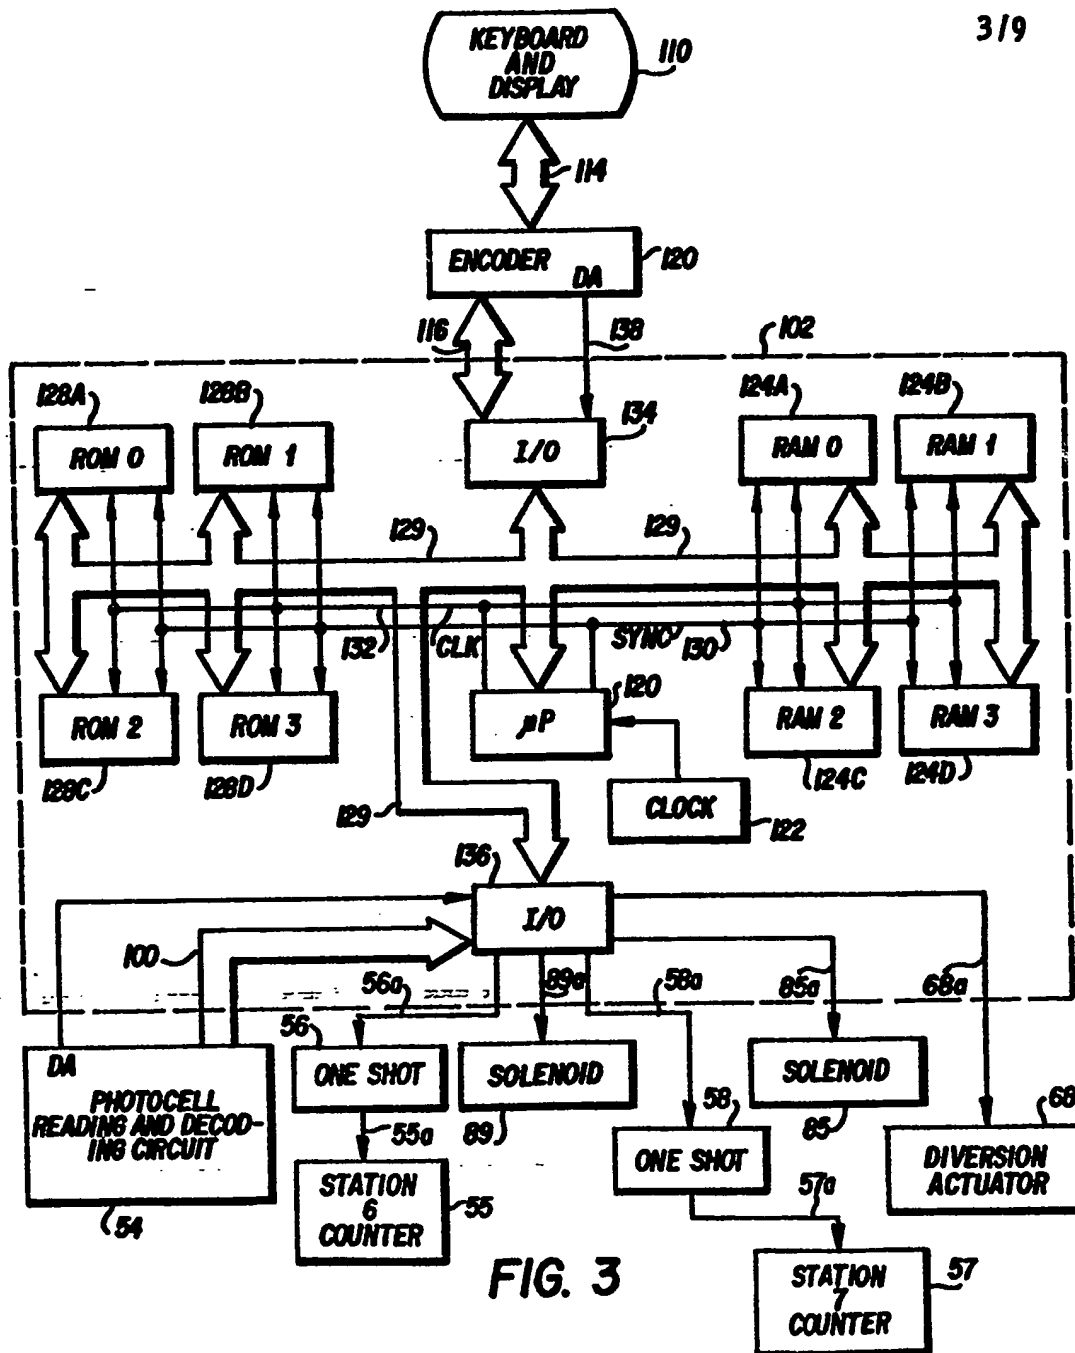 3/9
KEYBOARD
AND
DISPLAY
110
114
ENCODER
DA
120
116
138
102
128A
128B
134
124A
124B
ROM 0
ROM 1
I/O
RAM 0
RAM 1
129
129
132
CLK
SYNC
130
120
ROM 2
ROM 3
µP
RAM 2
RAM 3
128C
128D
124C
124D
129
CLOCK
122
136
I/O
100
56a
89a
58a
85a
68a
56
DA
PHOTOCELL
READING AND DECOD-
ING CIRCUIT
54
ONE SHOT
SOLENOID
89
SOLENOID
85
55a
58
68
ONE SHOT
DIVERSION
ACTUATOR
STATION
6
COUNTER
55
57a
FIG. 3
STATION
7
COUNTER
57